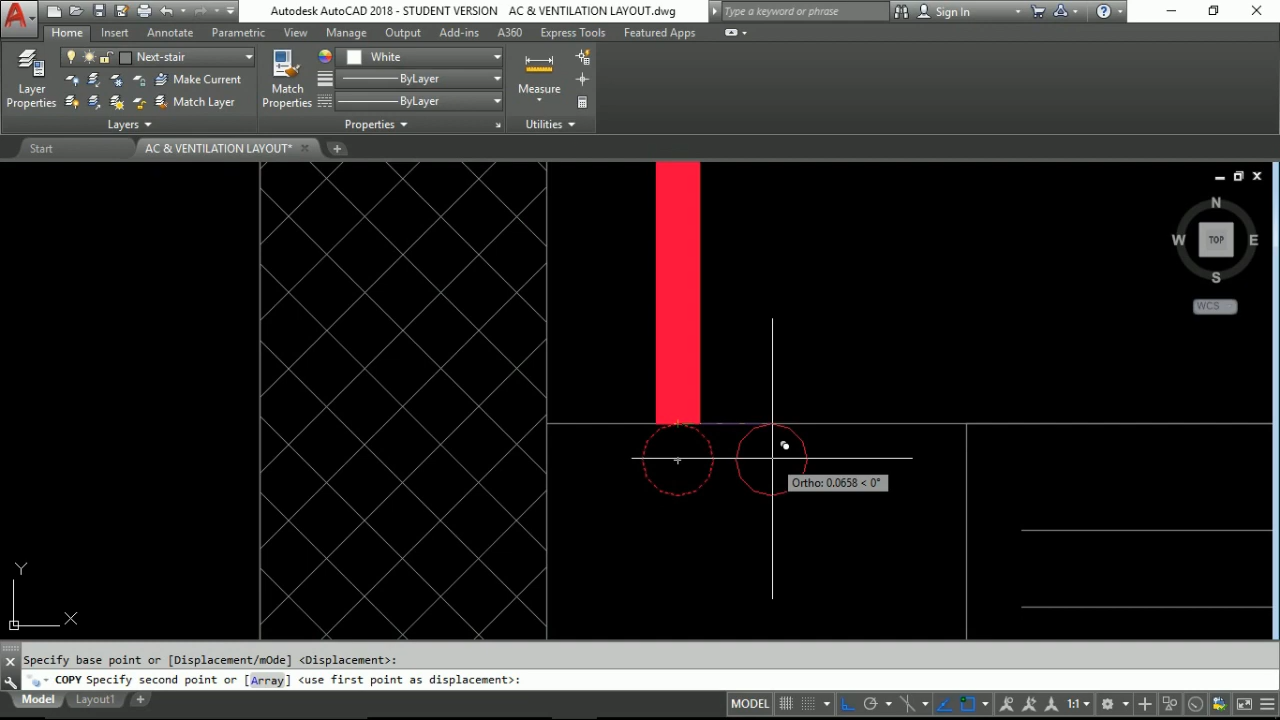 Autodesk AutoCAD 2018 - STUDENT VERSION AC & VENTILATION LAYOUT.dwg
Type a keyword or phrase
Sign In
Home Insert Annotate Parametric View Manage Output Add-ins A360 Express Tools Featured Apps
Next-stair
Make Current
Match Layer
Layer Properties
Layers
Match Properties
White
ByLayer
ByLayer
Properties
Measure
Utilities
Start
AC & VENTILATION LAYOUT*
N
W
TOP
E
S
WCS
Ortho: 0.0658 < 0°
Y
X
Specify base point or [Displacement/mOde] <Displacement>:
COPY Specify second point or [Array] <use first point as displacement>:
Model
Layout1
MODEL
1:1